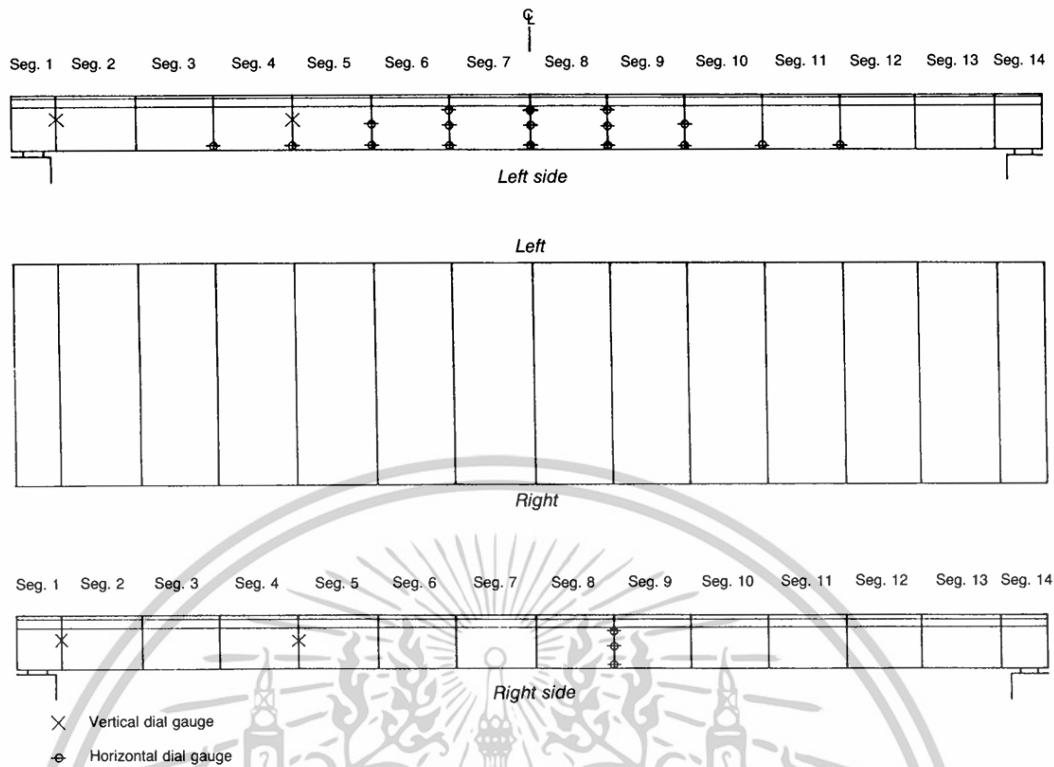 ℄
Seg. 1 Seg. 2 Seg. 3 Seg. 4 Seg. 5 Seg. 6 Seg. 7 Seg. 8 Seg. 9 Seg. 10 Seg. 11 Seg. 12 Seg. 13 Seg. 14
Left side
Left
Right
Seg. 1 Seg. 2 Seg. 3 Seg. 4 Seg. 5 Seg. 6 Seg. 7 Seg. 8 Seg. 9 Seg. 10 Seg. 11 Seg. 12 Seg. 13 Seg. 14
Right side
Vertical dial gauge
Horizontal dial gauge